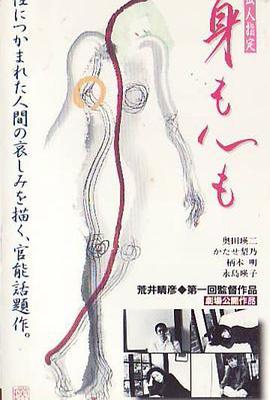 成人指定
身も心も
性につかまれた人間の哀しみを描く、官能話題作。
奥田瑛二
かたせ梨乃
柄本 明
永島暎子
荒井晴彦◆第一回監督作品
劇場公開作品